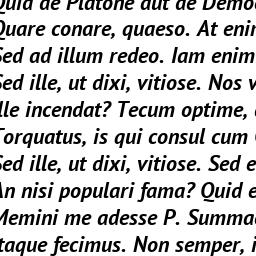 Quid de Platone aut de Demo
Quare conare, quaeso. At eni
Sed ad illum redeo. Iam enim
Sed ille, ut dixi, vitiose. Nos v
Ille incendat? Tecum optime,
Torquatus, is qui consul cum
Sed ille, ut dixi, vitiose. Sed e
An nisi populari fama? Quid e
Memini me adesse P. Summa
Itaque fecimus. Non semper, i